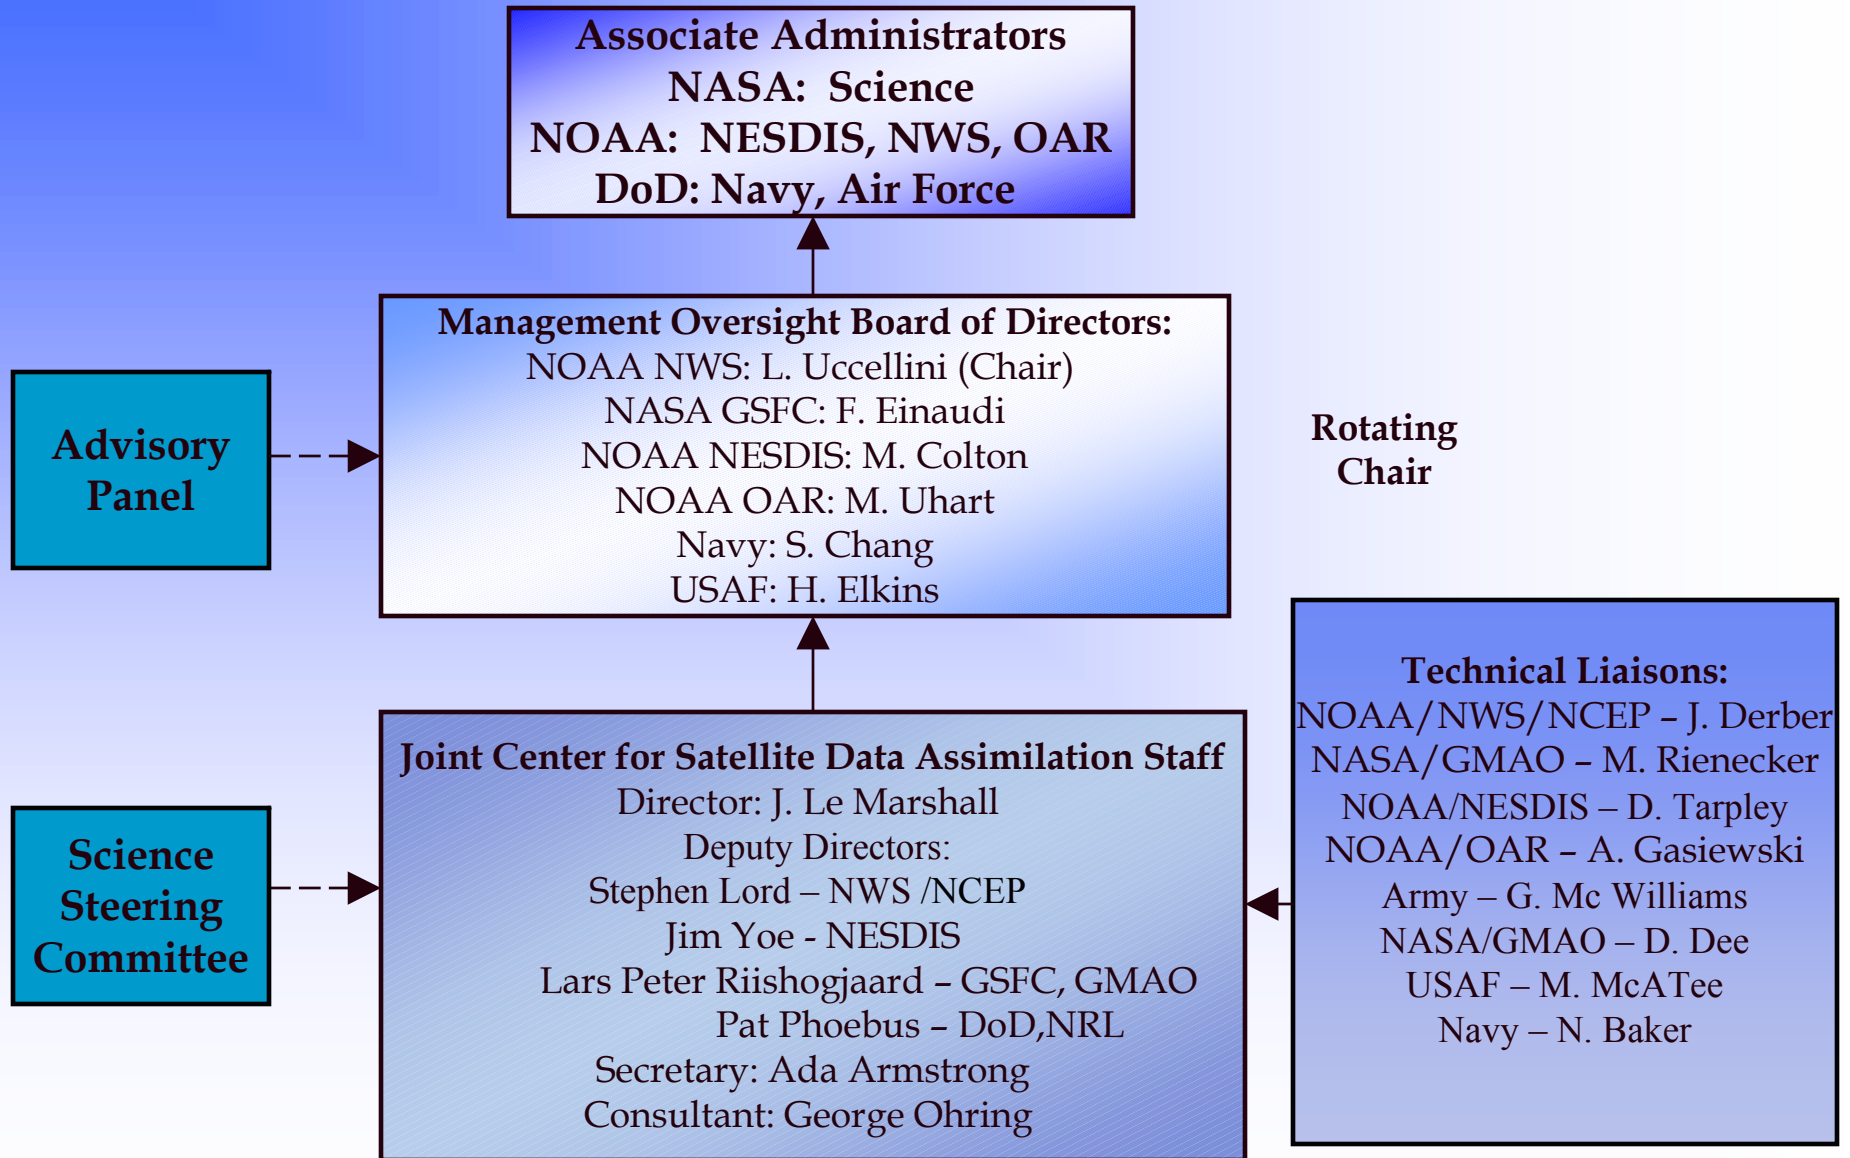 Associate Administrators
NASA: Science
NOAA: NESDIS, NWS, OAR
DoD: Navy, Air Force
Management Oversight Board of Directors:
NOAA NWS: L. Uccellini (Chair)
NASA GSFC: F. Einaudi
NOAA NESDIS: M. Colton
NOAA OAR: M. Uhart
Navy: S. Chang
USAF: H. Elkins
Advisory
Panel
Rotating
Chair
Joint Center for Satellite Data Assimilation Staff
Director: J. Le Marshall
Deputy Directors:
Stephen Lord – NWS /NCEP
Jim Yoe - NESDIS
Lars Peter Riishogjaard – GSFC, GMAO
Pat Phoebus – DoD,NRL
Secretary: Ada Armstrong
Consultant: George Ohring
Science
Steering
Committee
Technical Liaisons:
NOAA/NWS/NCEP – J. Derber
NASA/GMAO – M. Rienecker
NOAA/NESDIS – D. Tarpley
NOAA/OAR – A. Gasiewski
Army – G. Mc Williams
NASA/GMAO – D. Dee
USAF – M. McATee
Navy – N. Baker